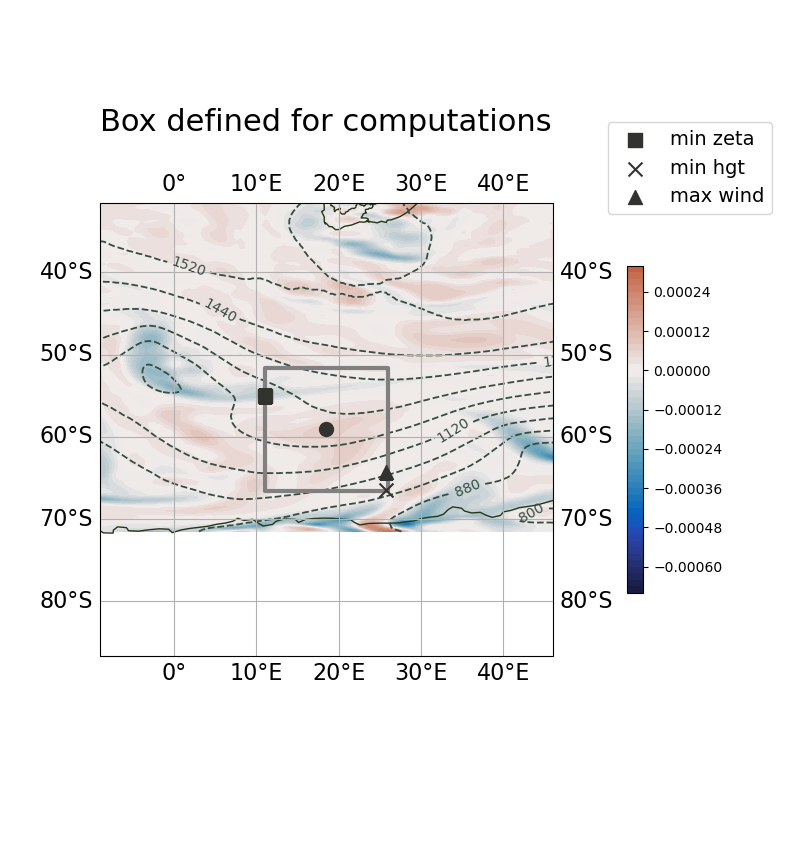 Box defined for computations
min zeta
min hgt
max wind
0° 10°E 20°E 30°E 40°E
40°S 40°S
50°S 50°S
60°S 60°S
70°S 70°S
80°S 80°S
0° 10°E 20°E 30°E 40°E
1520
1440
1120
880
800
0.00024
0.00012
0.00000
−0.00012
−0.00024
−0.00036
−0.00048
−0.00060